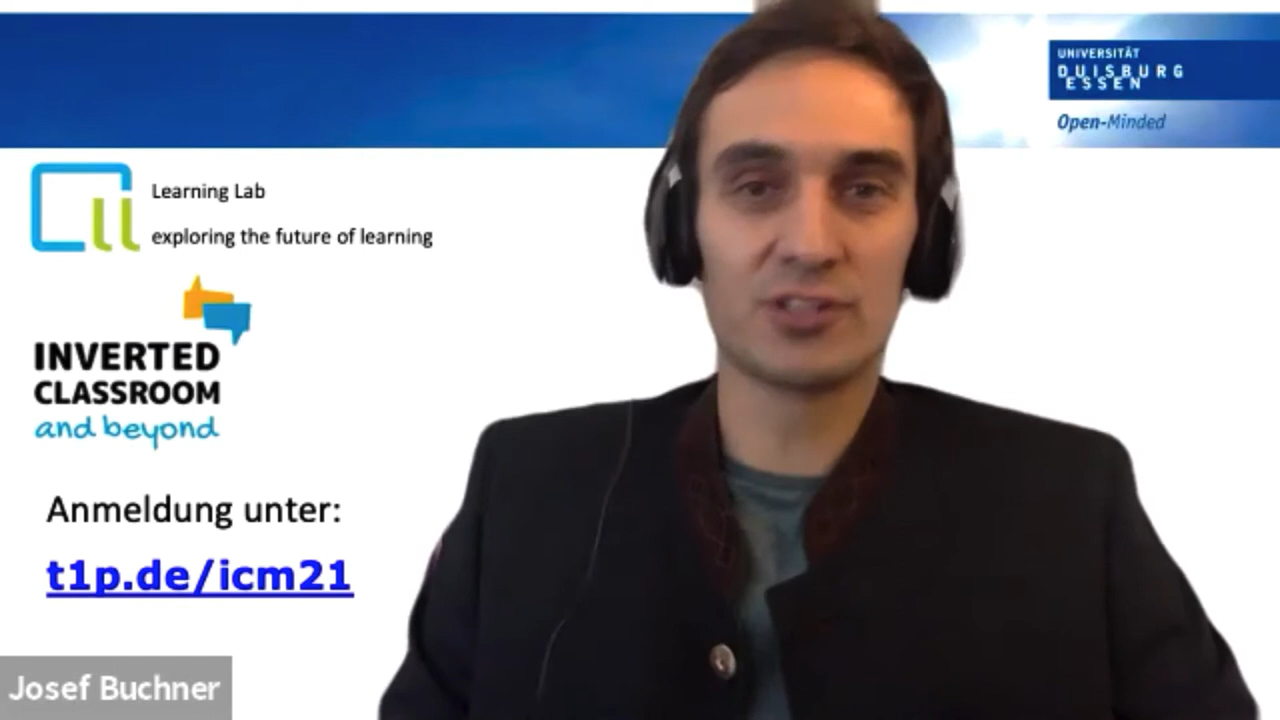 UNIVERSITÄT
DUISBURG
ESSEN
Open-Minded
Learning Lab
exploring the future of learning
INVERTED
CLASSROOM
and beyond
Anmeldung unter:
t1p.de/icm21
Josef Buchner